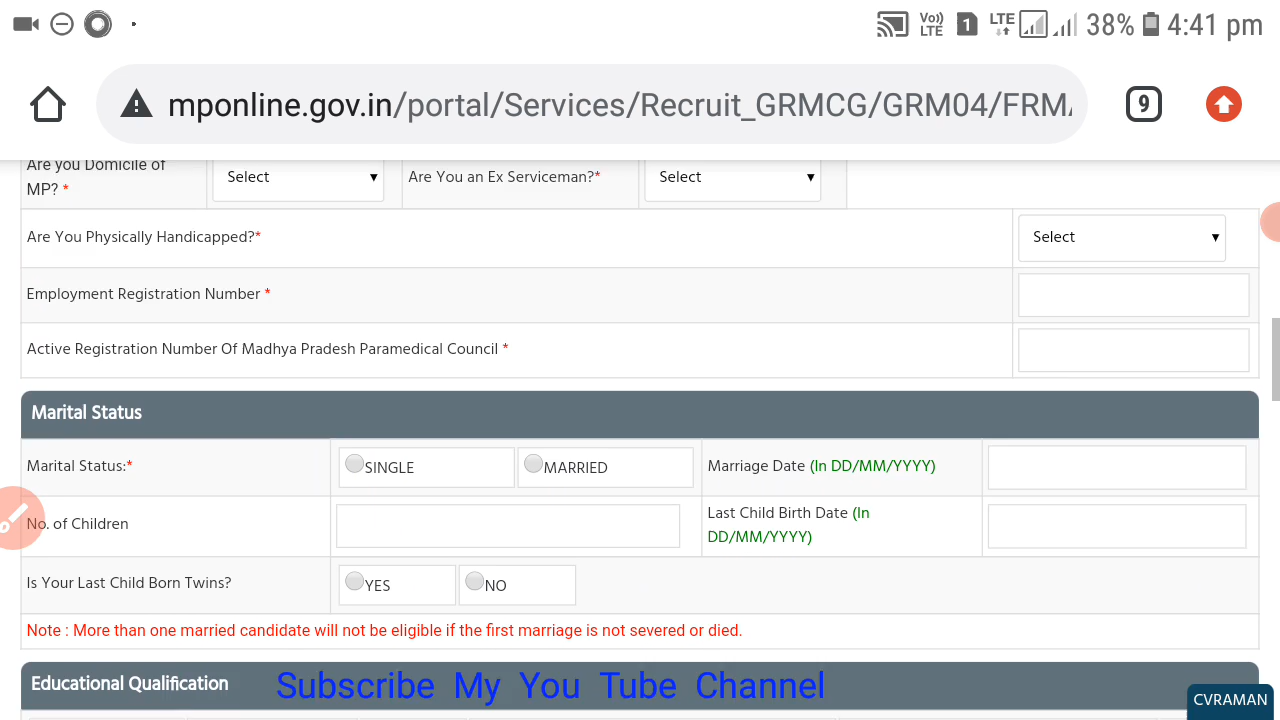 Vo)) LTE 1 LTE 38% 4:41 pm
mponline.gov.in/portal/Services/Recruit_GRMCG/GRM04/FRM
9
Are you Domicile of MP? *
Select
Are You an Ex Serviceman?*
Select
Are You Physically Handicapped?*
Select
Employment Registration Number *
Active Registration Number Of Madhya Pradesh Paramedical Council *
Marital Status
Marital Status:*
SINGLE
MARRIED
Marriage Date (In DD/MM/YYYY)
No. of Children
Last Child Birth Date (In
DD/MM/YYYY)
Is Your Last Child Born Twins?
YES
NO
Note : More than one married candidate will not be eligible if the first marriage is not severed or died.
Educational Qualification
Subscribe My You Tube Channel
CVRAMAN